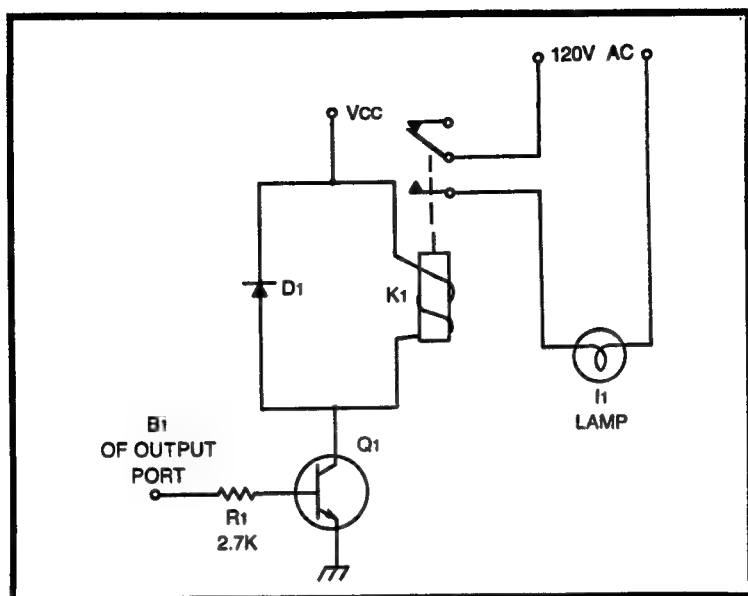 120V AC
Vcc
D1
K1
I1
LAMP
B1
OF OUTPUT
PORT
Q1
R1
2.7K